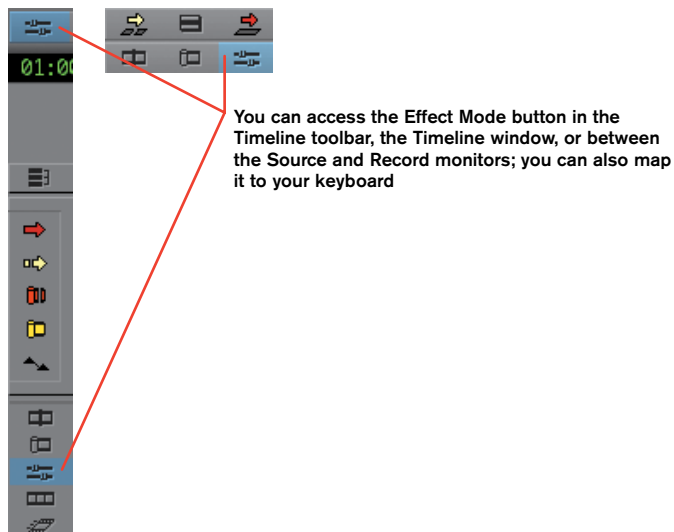 01:00
You can access the Effect Mode button in the
Timeline toolbar, the Timeline window, or between
the Source and Record monitors; you can also map
it to your keyboard